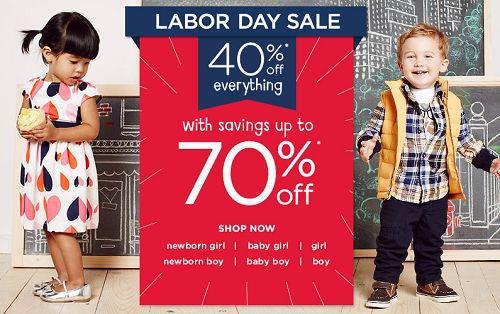 LABOR DAY SALE
40%* off
everything
with savings up to
70%* off
SHOP NOW
newborn girl | baby girl | girl
newborn boy | baby boy | boy